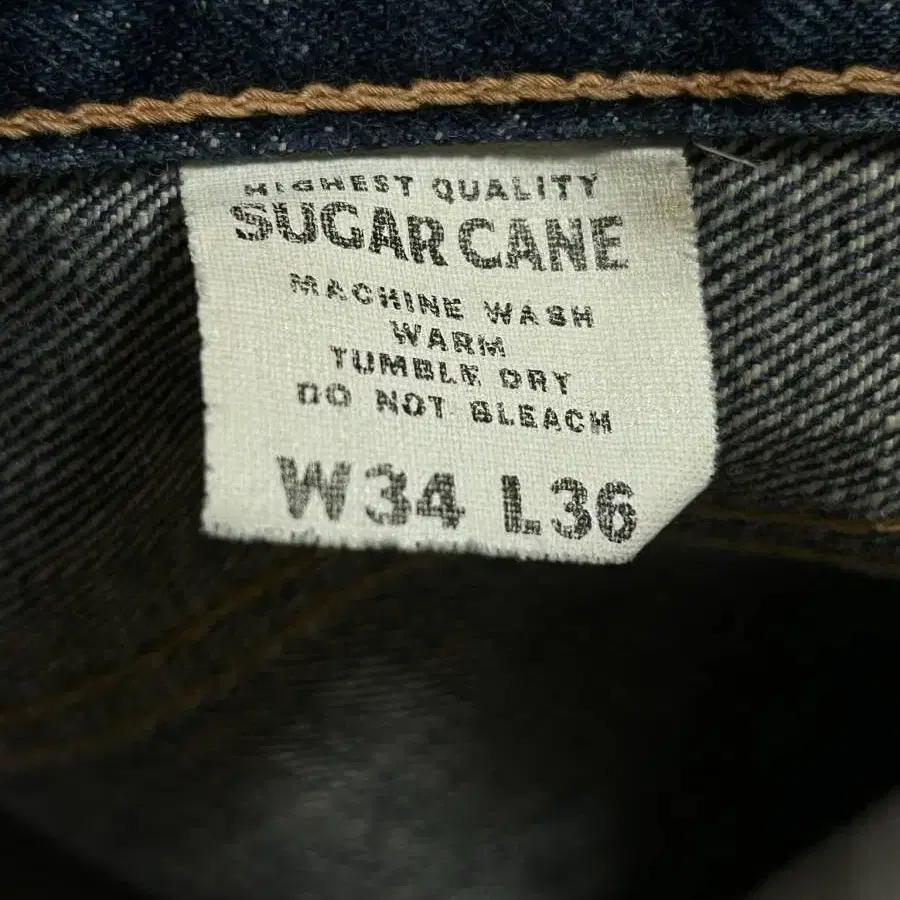 HIGHEST QUALITY
SUGAR CANE
MACHINE WASH
WARM
TUMBLE DRY
DO NOT BLEACH
W34 L36